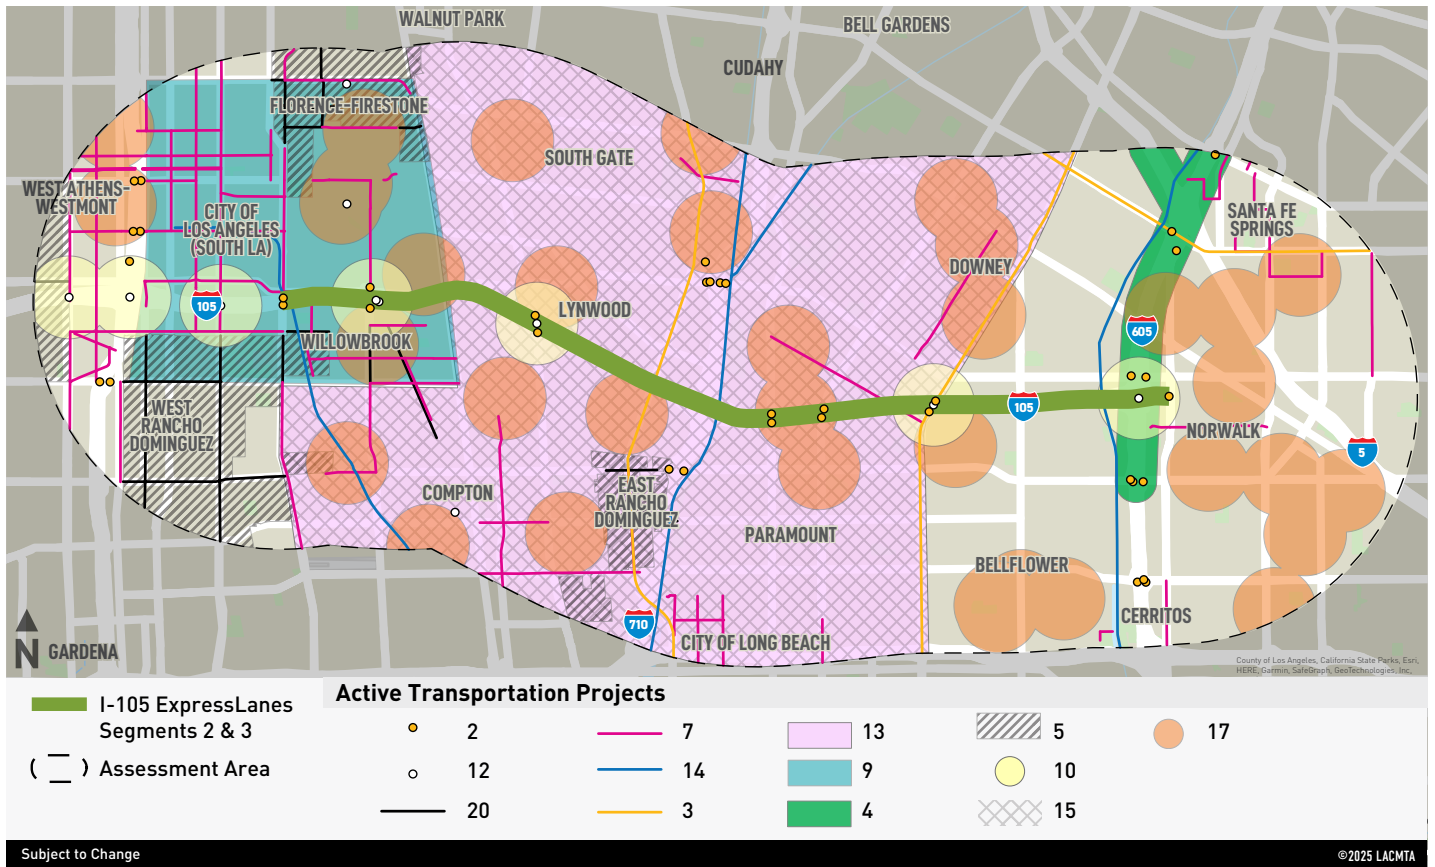 WALNUT PARK
BELL GARDENS
CUDAHY
FLORENCE-FIRESTONE
SOUTH GATE
WEST ATHENS-
WESTMONT
CITY OF
LOS ANGELES
(SOUTH LA)
SANTA FE
SPRINGS
DOWNEY
105
LYNWOOD
605
WILLOWBROOK
105
WEST
RANCHO
DOMINGUEZ
NORWALK
5
COMPTON
EAST
RANCHO
DOMINGUEZ
PARAMOUNT
BELLFLOWER
710
CERRITOS
CITY OF LONG BEACH
N
GARDENA
County of Los Angeles, California State Parks, Esri,
HERE, Garmin, SafeGraph, GeoTechnologies, Inc,
I-105 ExpressLanes
Segments 2 & 3
Assessment Area
Active Transportation Projects
2
7
13
5
17
12
14
9
10
20
3
4
15
Subject to Change
©2025 LACMTA